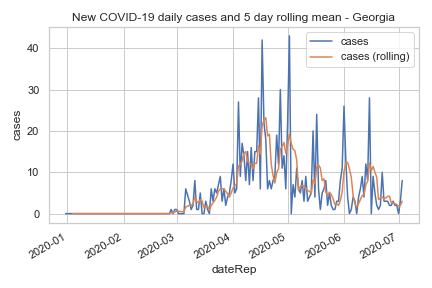 New COVID-19 daily cases and 5 day rolling mean - Georgia
cases
cases (rolling)
cases
40
30
20
10
0
2020-01
2020-02
2020-03
2020-04
2020-05
2020-06
2020-07
dateRep